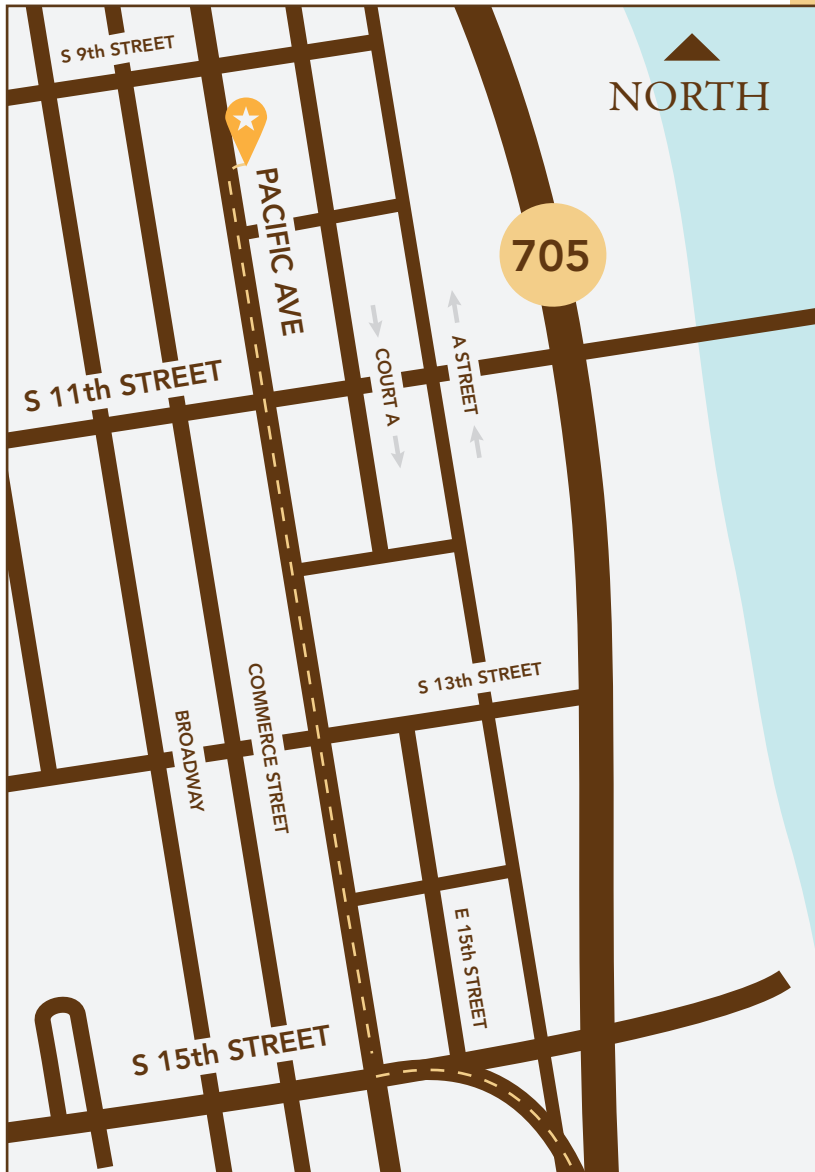 S 9th STREET
NORTH
PACIFIC AVE
705
S 11th STREET
COURT A
A STREET
S 13th STREET
BROADWAY
COMMERCE STREET
E 15th STREET
S 15th STREET